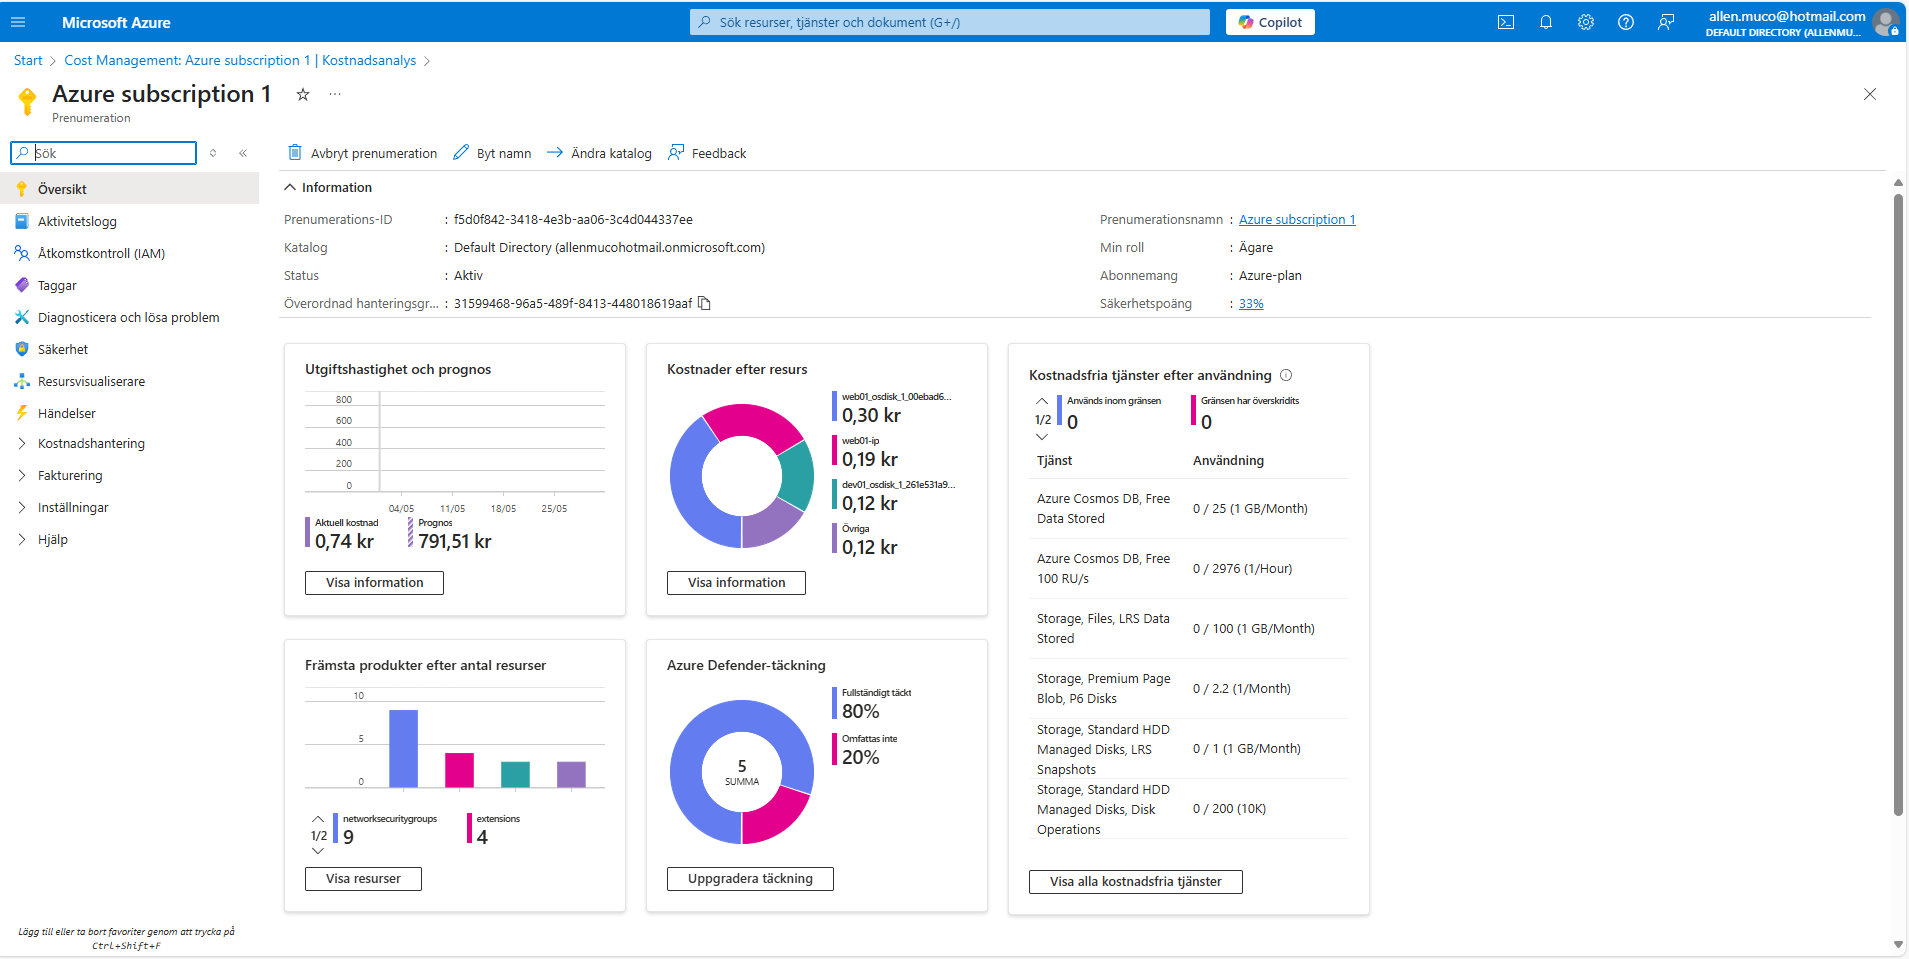 Microsoft Azure
Sök resurser, tjänster och dokument (G+/)
Copilot
allen.muco@hotmail.com
DEFAULT DIRECTORY (ALLENMU...
Start > Cost Management: Azure subscription 1 | Kostnadsanalys >
Azure subscription 1
Prenumeration
Sök
Översikt
Aktivitetslogg
Åtkomstkontroll (IAM)
Taggar
Diagnosticera och lösa problem
Säkerhet
Resursvisualiserare
Händelser
Kostnadshantering
Fakturering
Inställningar
Hjälp
Lägg till eller ta bort favoriter genom att trycka på
Ctrl+Shift+F
Avbryt prenumeration
Byt namn
Ändra katalog
Feedback
Information
Prenumerations-ID : f5d0f842-3418-4e3b-aa06-3c4d044337ee
Katalog : Default Directory (allenmucohotmail.onmicrosoft.com)
Status : Aktiv
Överordnad hanteringsgr... : 31599468-96a5-489f-8413-448018619aaf
Prenumerationsnamn : Azure subscription 1
Min roll : Ägare
Abonnemang : Azure-plan
Säkerhetspoäng : 33%
Utgiftshastighet och prognos
800
600
400
200
0
04/05 11/05 18/05 25/05
Aktuell kostnad
0,74 kr
Prognos
791,51 kr
Visa information
Kostnader efter resurs
web01_osdisk_1_00ebad6...
0,30 kr
web01-ip
0,19 kr
dev01_osdisk_1_261e531a9...
0,12 kr
Övriga
0,12 kr
Visa information
Kostnadsfria tjänster efter användning
1/2
Används inom gränsen
0
Gränsen har överskridits
0
Tjänst Användning
Azure Cosmos DB, Free
Data Stored
0 / 25 (1 GB/Month)
Azure Cosmos DB, Free
100 RU/s
0 / 2976 (1/Hour)
Storage, Files, LRS Data
Stored
0 / 100 (1 GB/Month)
Storage, Premium Page
Blob, P6 Disks
0 / 2.2 (1/Month)
Storage, Standard HDD
Managed Disks, LRS
Snapshots
0 / 1 (1 GB/Month)
Storage, Standard HDD
Managed Disks, Disk
Operations
0 / 200 (10K)
Visa alla kostnadsfria tjänster
Främsta produkter efter antal resurser
10
5
0
1/2
networksecuritygroups
9
extensions
4
Visa resurser
Azure Defender-täckning
5
SUMMA
Fullständigt täckt
80%
Omfattas inte
20%
Uppgradera täckning